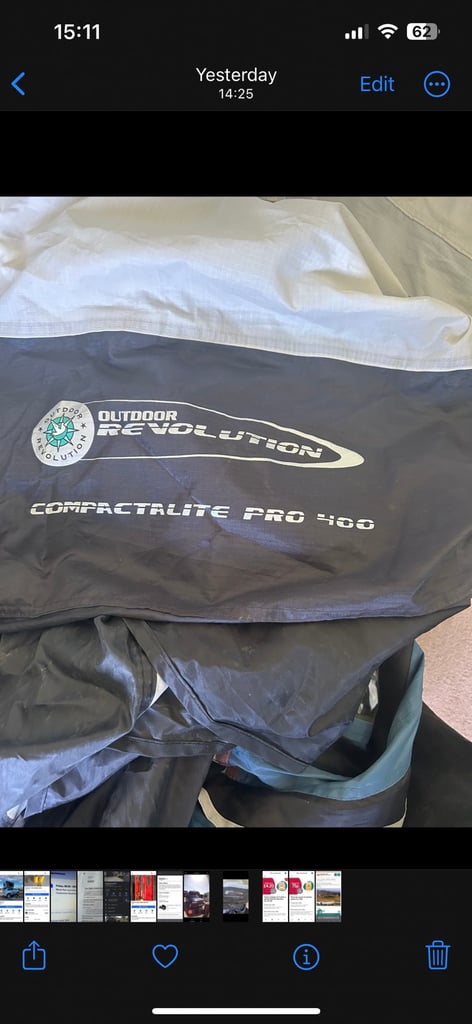 15:11
62
Yesterday
14:25
Edit
OUTDOOR
REVOLUTION
OUTDOOR
REVOLUTION
COMPACTALITE PRO 400